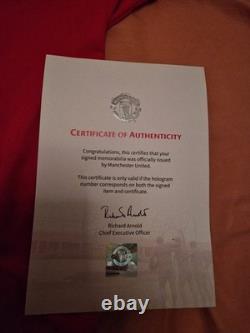 CERTIFICATE OF AUTHENTICITY
Congratulations, this certifies that your
signed memorabilia was officially issued
by Manchester United.
This certificate is only valid if the hologram
number corresponds on both the signed
item and certificate.
Richard Arnold
Chief Executive Officer